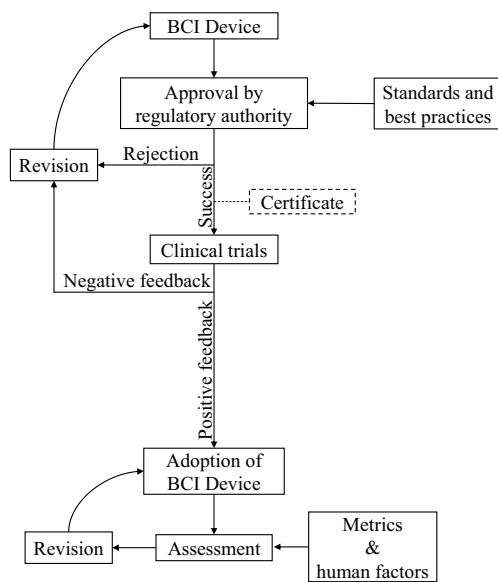 BCI Device
Approval by
regulatory authority
Standards and
best practices
Rejection
Revision
Success
Certificate
Clinical trials
Negative feedback
Positive feedback
Adoption of
BCI Device
Metrics
&
human factors
Revision
Assessment